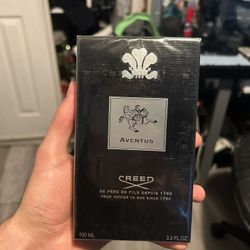 AVENTUS
CREED
DE PÈRE EN FILS DEPUIS 1760
FROM FATHER TO SON SINCE 1760
100 ML 3.3 FL.OZ